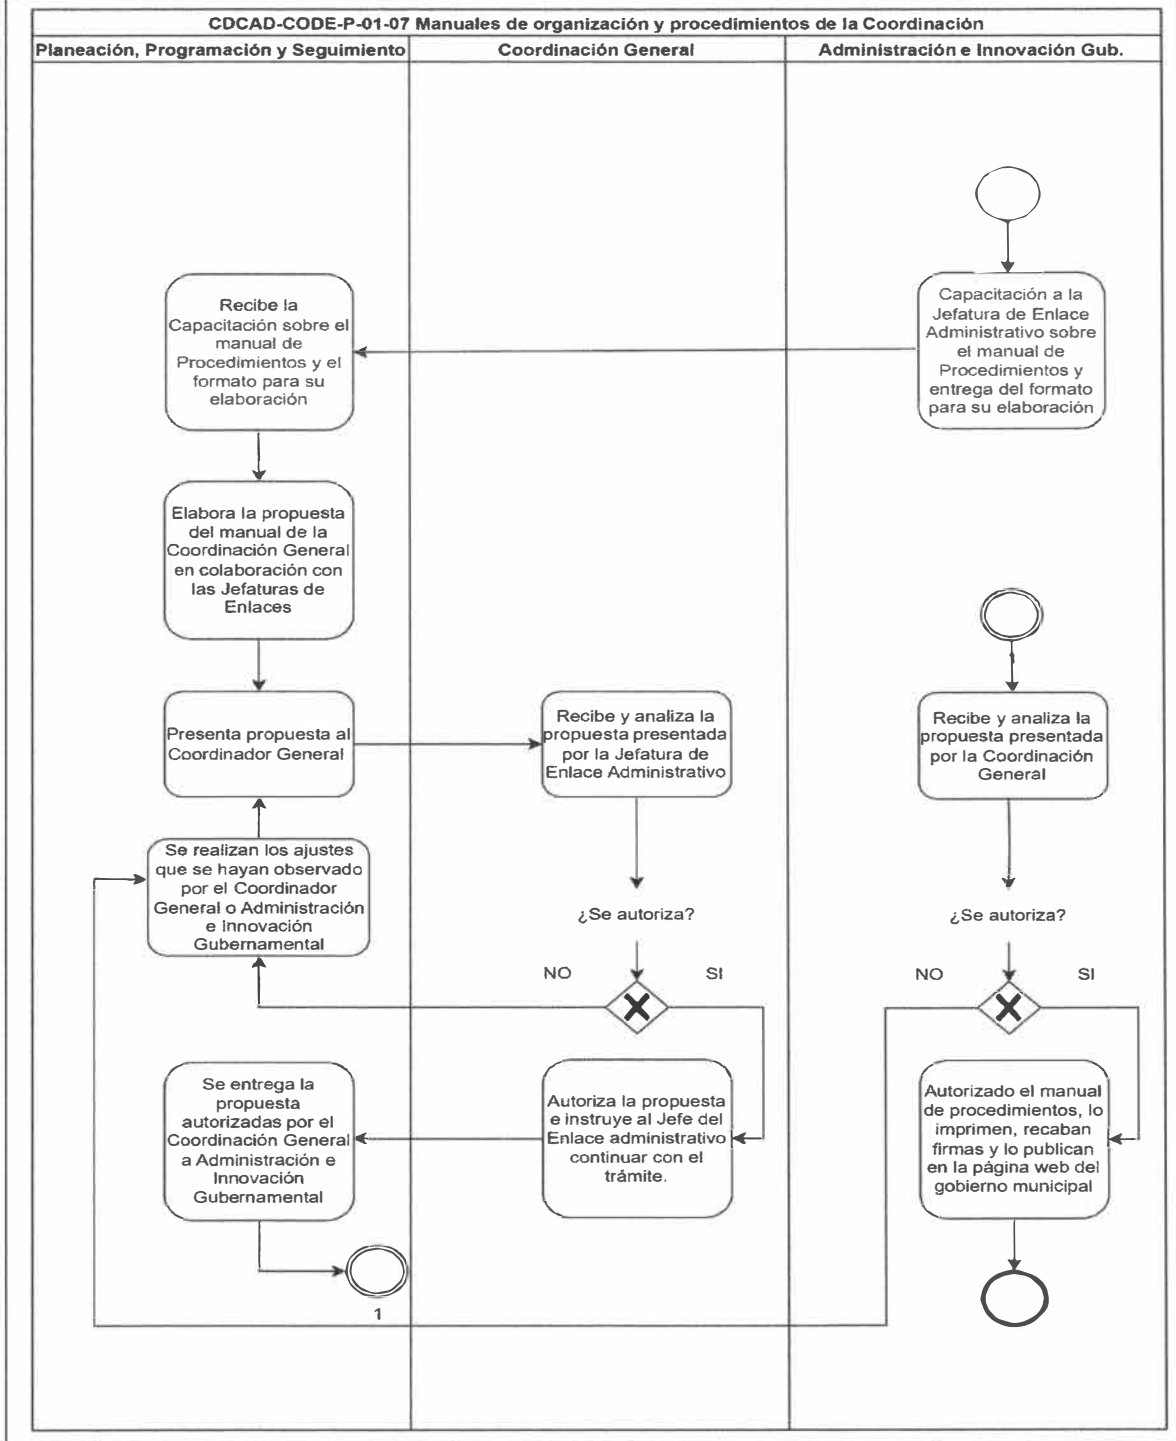 CDCAD-CODE-P-01-07 Manuales de organización y procedimientos de la Coordinación
Planeación, Programación y Seguimiento
Coordinación General
Administración e Innovación Gub.
Capacitación a la
Jefatura de Enlace
Administrativo sobre
el manual de
Procedimientos y
entrega del formato
para su elaboración
Recibe la
Capacitación sobre el
manual de
Procedimientos y el
formato para su
elaboración
Elabora la propuesta
del manual de la
Coordinación General
en colaboración con
las Jefaturas de
Enlaces
Presenta propuesta al
Coordinador General
Recibe y analiza la
propuesta presentada
por la Jefatura de
Enlace Administrativo
Recibe y analiza la
propuesta presentada
por la Coordinación
General
Se realizan los ajustes
que se hayan observado
por el Coordinador
General o Administración
e Innovación
Gubernamental
¿Se autoriza?
¿Se autoriza?
NO
SI
NO
SI
Se entrega la
propuesta
autorizadas por el
Coordinación General
a Administración e
Innovación
Gubernamental
Autoriza la propuesta
e instruye al Jefe del
Enlace administrativo
continuar con el
trámite.
Autorizado el manual
de procedimientos, lo
imprimen, recaban
firmas y lo publican
en la página web del
gobierno municipal
1